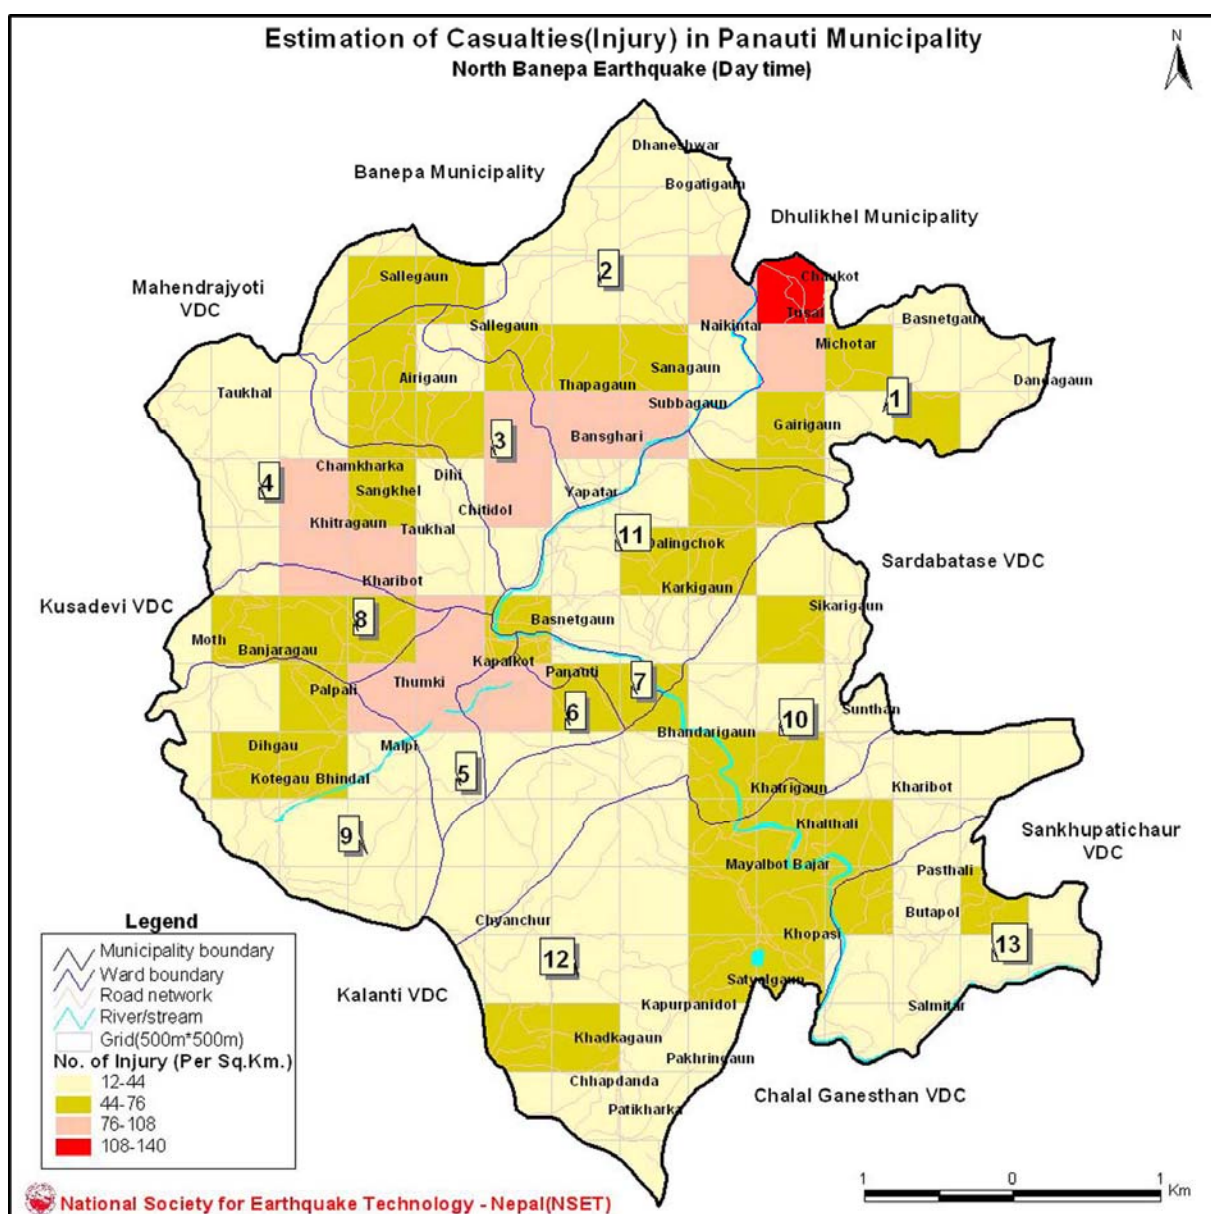 Estimation of Casualties(Injury) in Panauti Municipality
North Banepa Earthquake (Day time)
N
Dhaneshwar
Banepa Municipality
Bogatigaun
Dhulikhel Municipality
2
Sallegaun
Chaukot
Mahendrajyoti
VDC
Tusal
Basnetgaun
Sallegaun
Naikintar
Michotar
Sanagaun
Airigaun
Thapagaun
Dandagaun
Taukhal
1
Subbagaun
Gairigaun
3
Bansghari
Chamkharka
Dihi
4
Sangkhel
Yapatar
Chitidol
Khitragaun
Taukhal
11
Dalingchok
Sardabatase VDC
Kharibot
Karkigaun
Kusadevi VDC
Sikarigaun
8
Basnetgaun
Moth
Banjaragau
Kapalkot
Panauti
Thumki
7
Palpali
6
10
Sunthan
Bhandarigaun
Dihgau
Malpi
5
Kotegau
Bhindal
Khatrigaun
Kharibot
Khalthali
Sankhupatichaur
VDC
9
Mayalbot
Bajar
Pasthali
Butapol
Chyanchur
Khopasi
13
12
Satyalgaun
Kalanti VDC
Kapurpanidol
Salmitar
Khadkagaun
Pakhringaun
Chhapdanda
Chalal Ganesthan VDC
Patikharka
Legend
Municipality boundary
Ward boundary
Road network
River/stream
Grid(500m*500m)
No. of Injury (Per Sq.Km.)
12-44
44-76
76-108
108-140
1 0 1
Km
National Society for Earthquake Technology - Nepal(NSET)